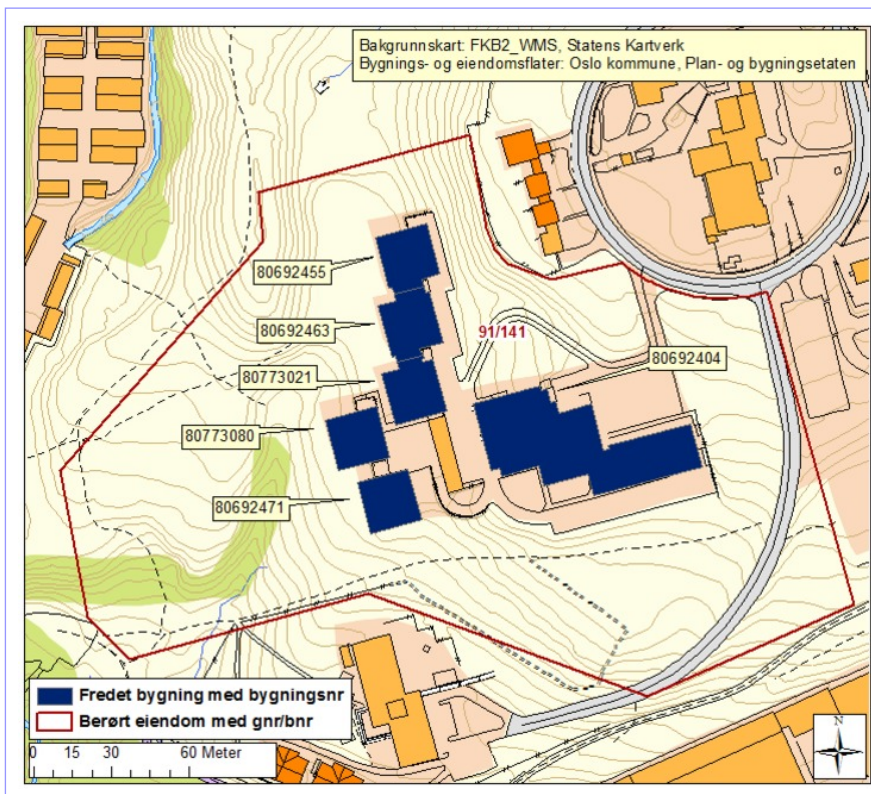 Bakgrunnskart: FKB2_WMS, Statens Kartverk
Bygnings- og eiendomsflater: Oslo kommune, Plan- og bygningsetaten
80692455
80692463
91/141
80692404
80773021
80773080
80692471
Fredet bygning med bygningsnr
Berørt eiendom med gnr/bnr
0 15 30 60 Meter
N